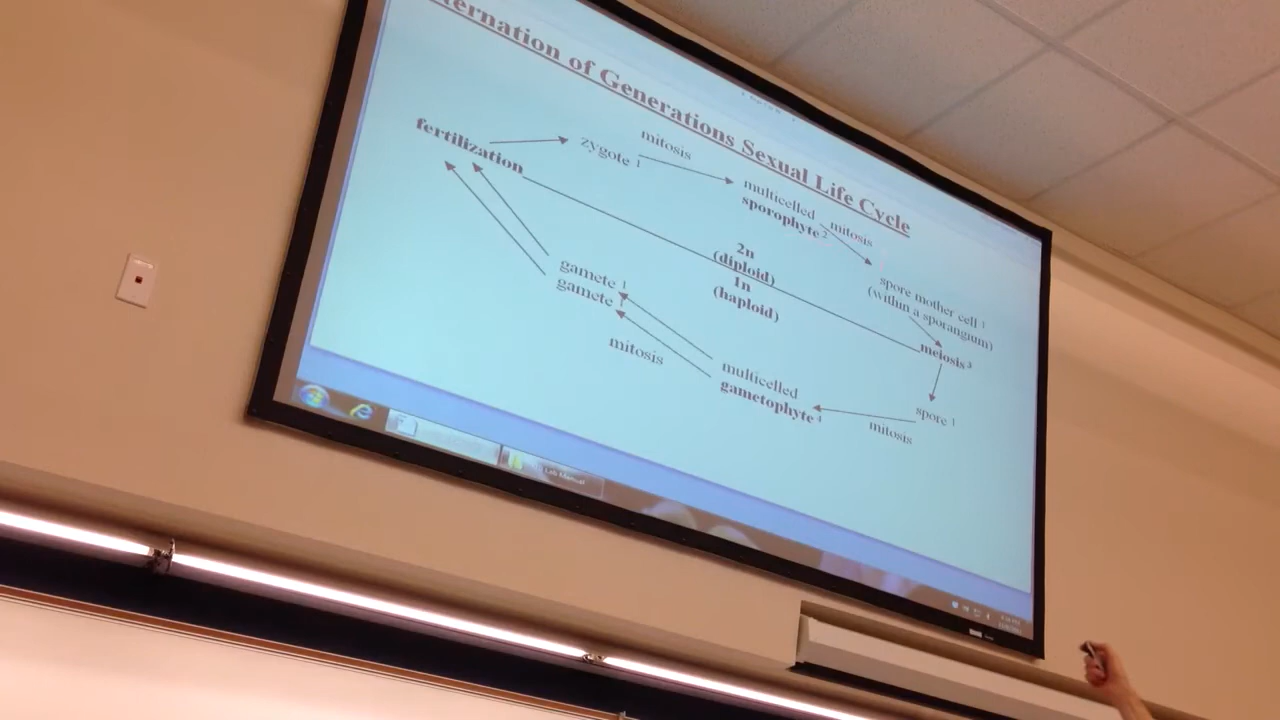 ternation of Generations Sexual Life Cycle
fertilization
zygote 1
mitosis
multicelled
sporophyte 2
mitosis
spore mother cell 1
(within a sporangium)
meiosis 3
2n
(diploid)
1n
(haploid)
gamete 1
gamete 1
mitosis
multicelled
gametophyte 4
spore 1
mitosis
Lab Manual